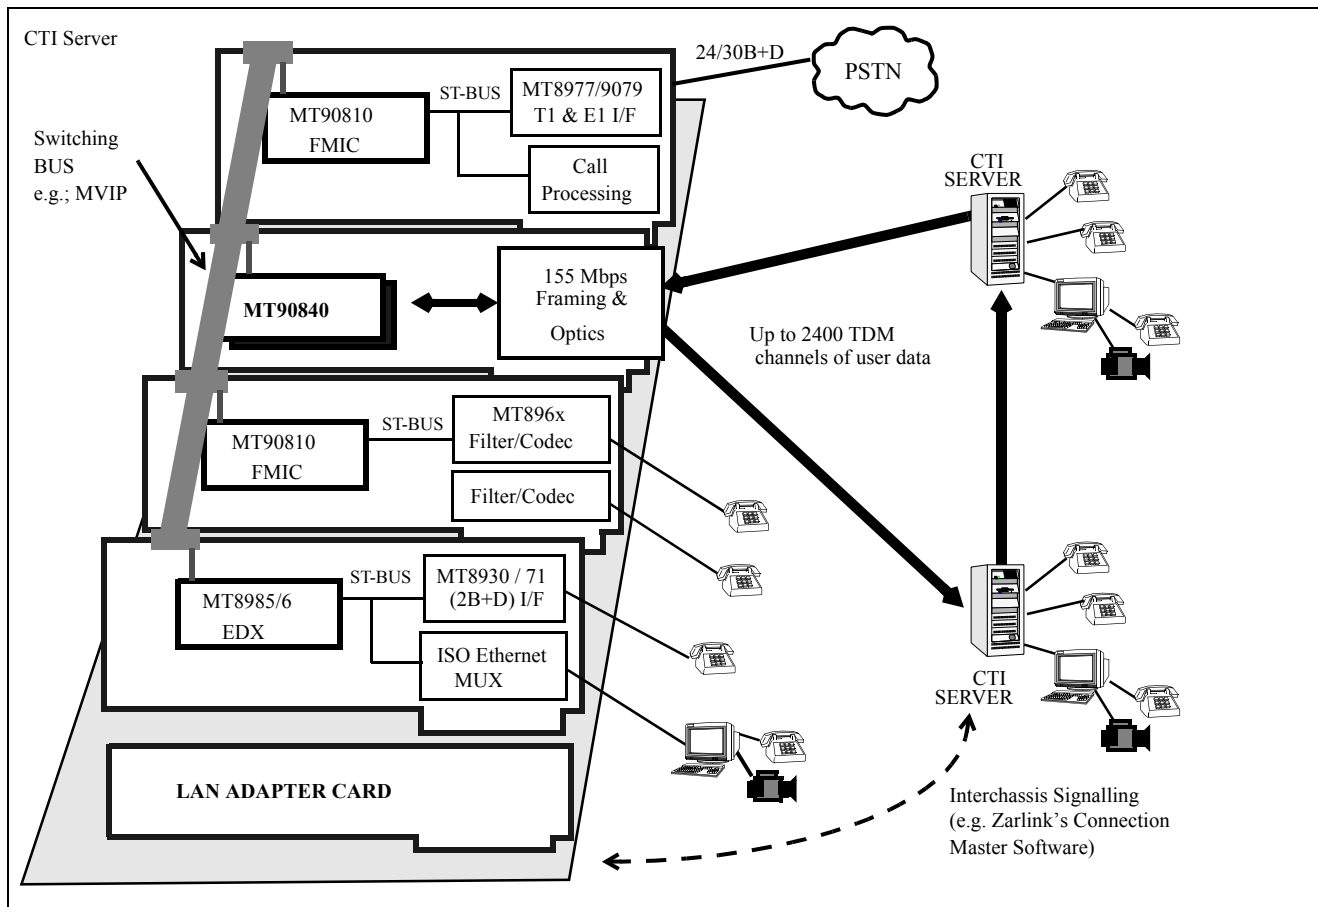 CTI Server
24/30B+D
PSTN
ST-BUS
MT8977/9079
T1 & E1 I/F
MT90810
FMIC
Call
Processing
Switching
BUS
e.g.; MVIP
CTI
SERVER
155 Mbps
Framing &
Optics
MT90840
Up to 2400 TDM
channels of user data
ST-BUS
MT896x
Filter/Codec
MT90810
FMIC
Filter/Codec
ST-BUS
MT8930 / 71
(2B+D) I/F
MT8985/6
EDX
ISO Ethernet
MUX
CTI
SERVER
LAN ADAPTER CARD
Interchassis Signalling
(e.g. Zarlink's Connection
Master Software)